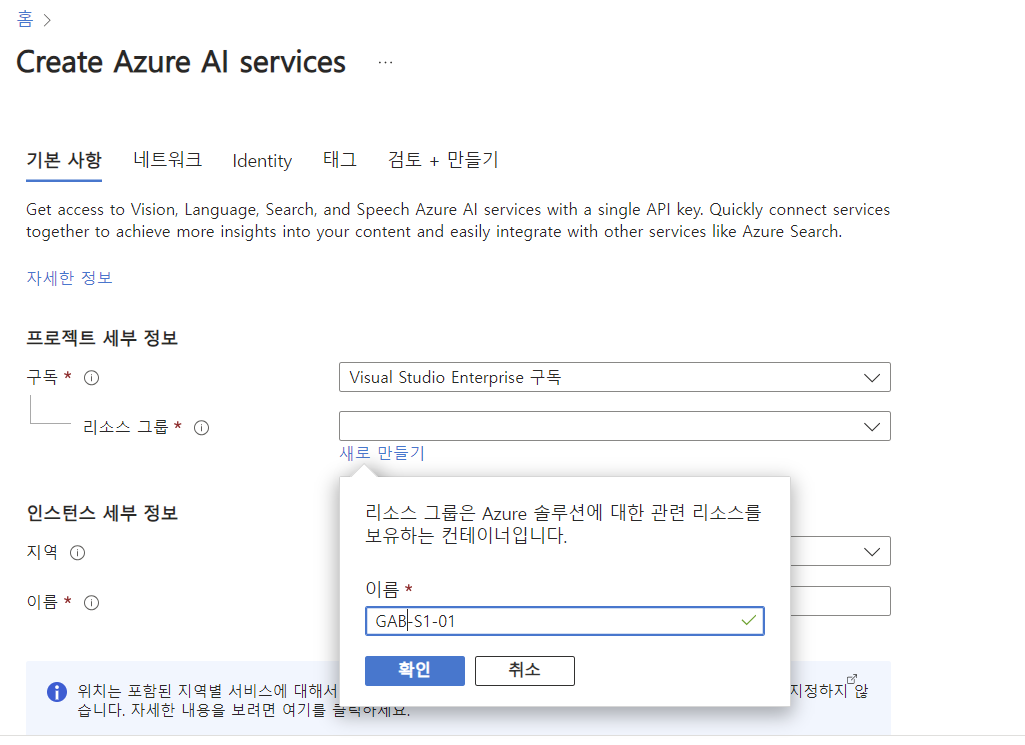 홈 >
Create Azure AI services ...
기본 사항 네트워크 Identity 태그 검토 + 만들기
Get access to Vision, Language, Search, and Speech Azure AI services with a single API key. Quickly connect services
together to achieve more insights into your content and easily integrate with other services like Azure Search.
자세한 정보
프로젝트 세부 정보
구독 * Visual Studio Enterprise 구독
리소스 그룹 *
새로 만들기
리소스 그룹은 Azure 솔루션에 대한 관련 리소스를
보유하는 컨테이너입니다.
이름 *
GAB-S1-01
확인 취소
인스턴스 세부 정보
지역
이름 *
위치는 포함된 지역별 서비스에 대해서 지정하지 않
습니다. 자세한 내용을 보려면 여기를 클릭하세요.